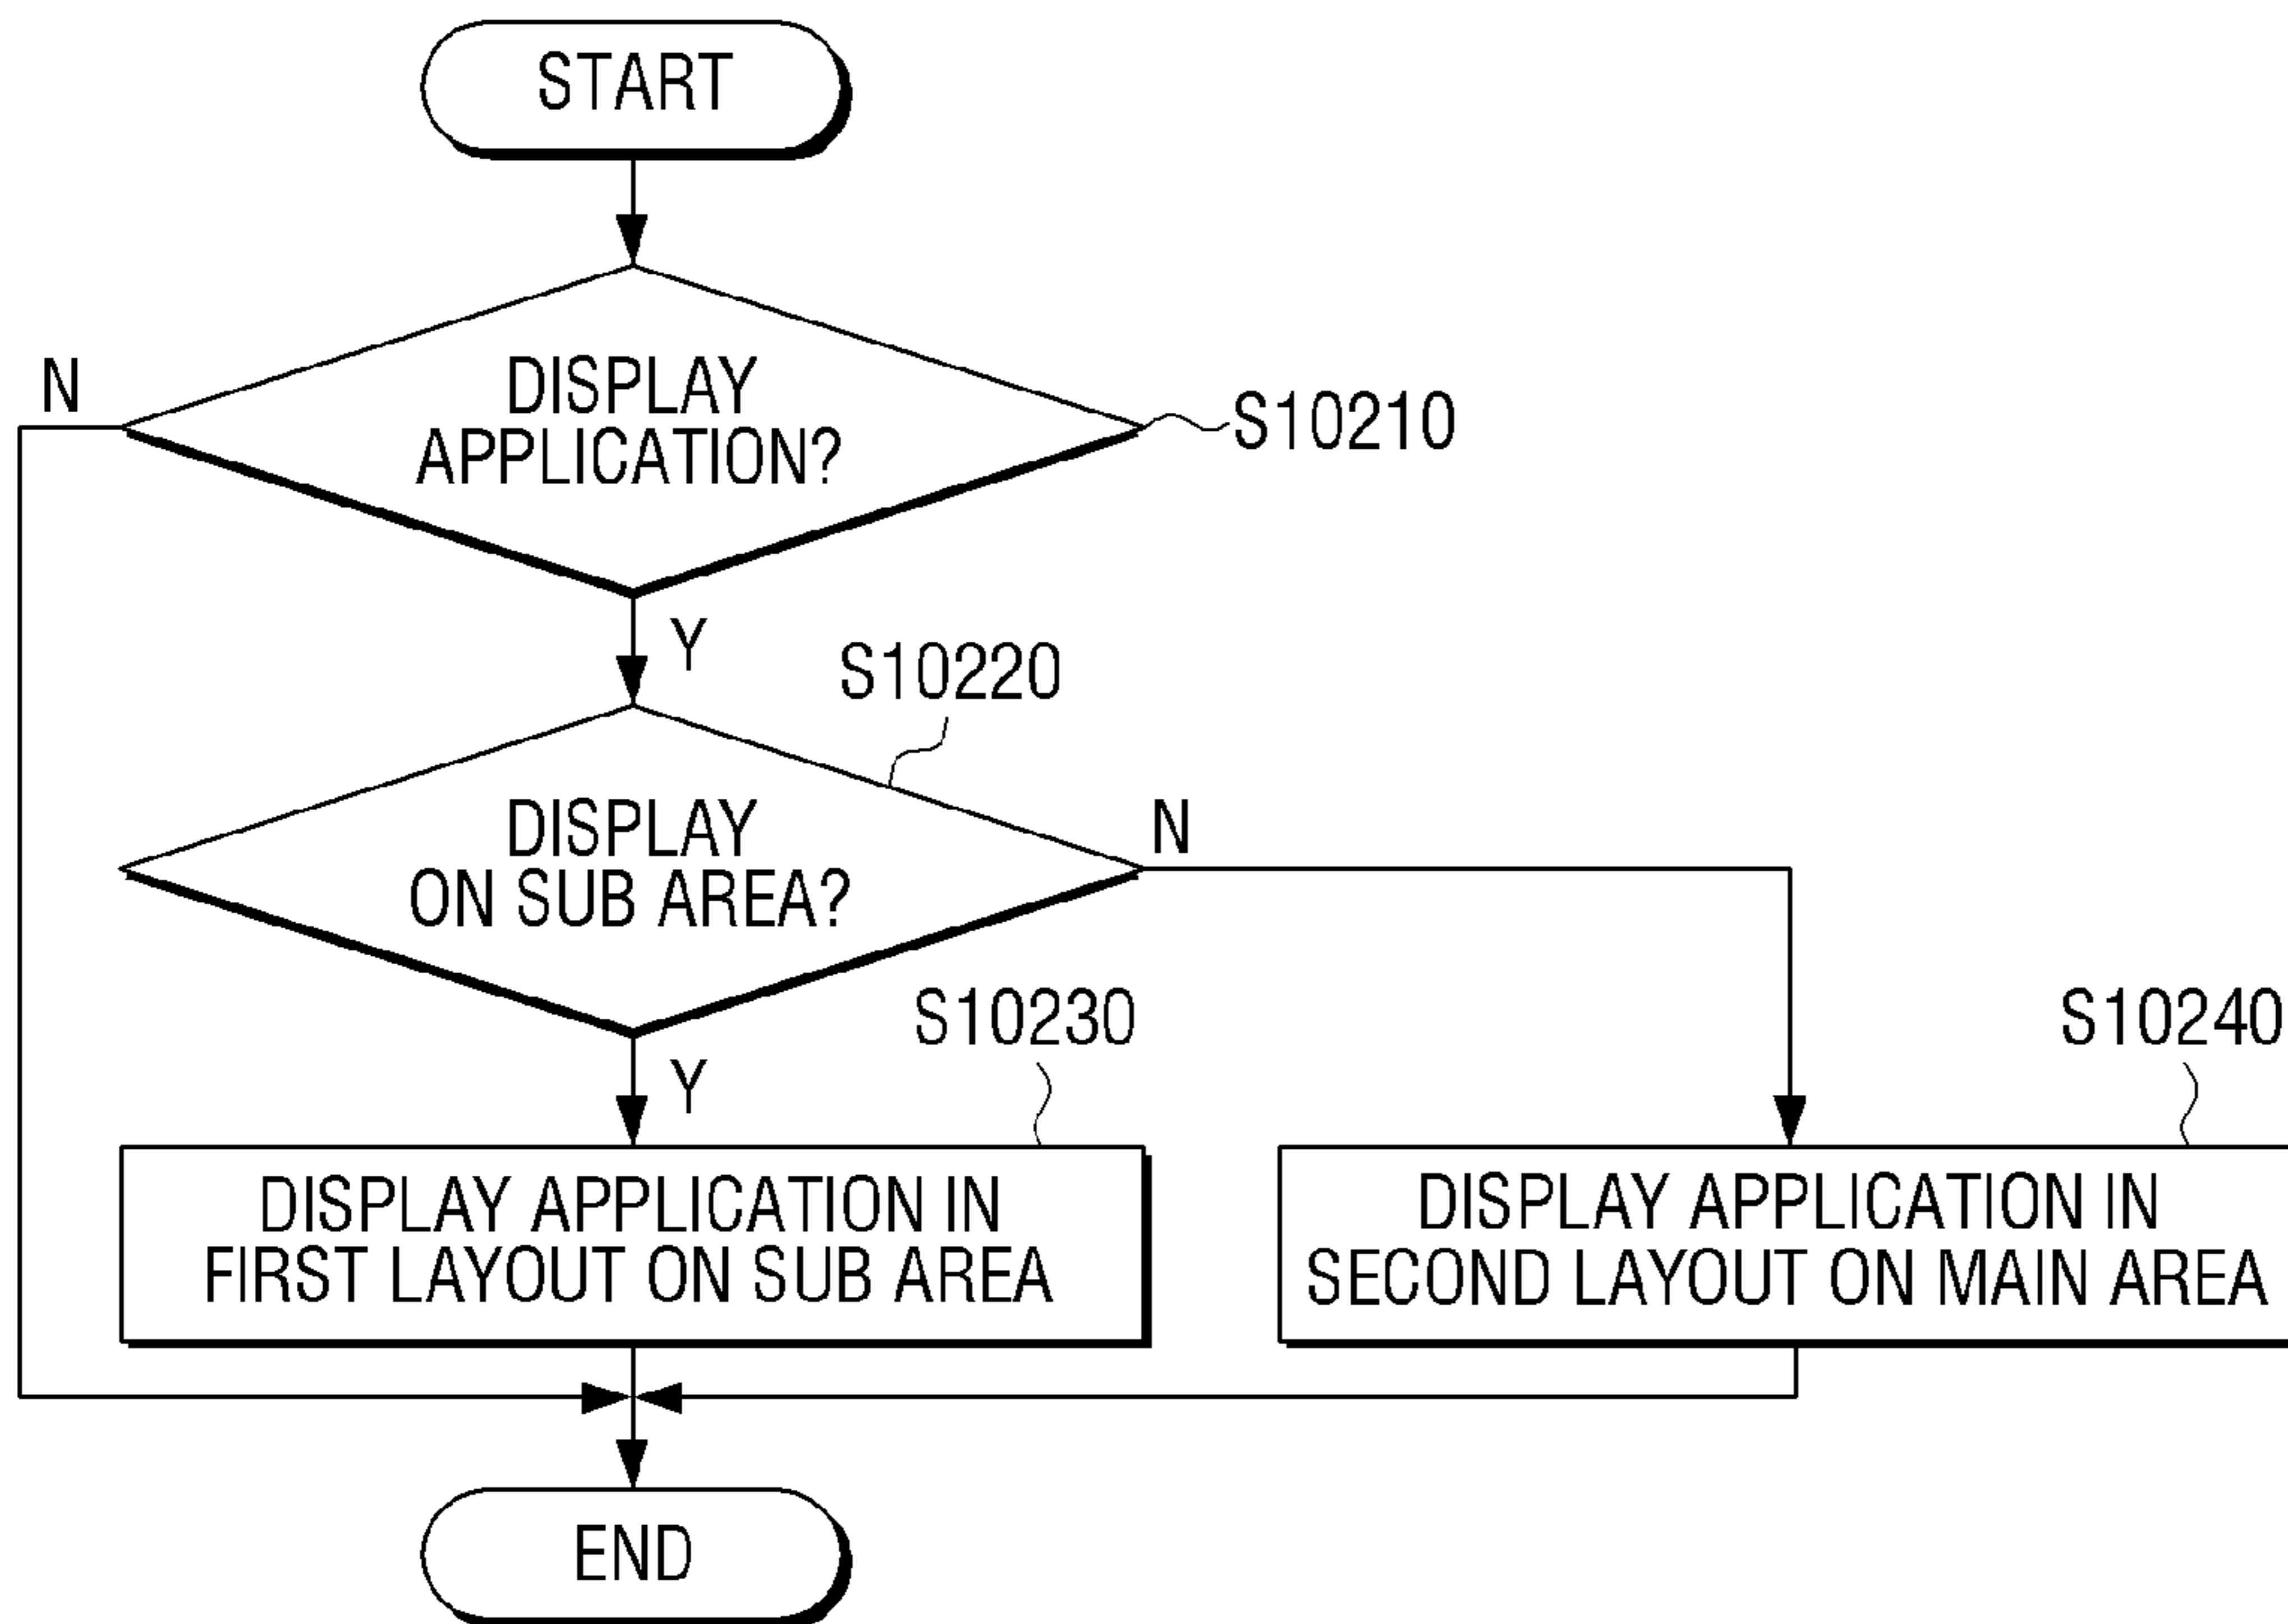 START
N
DISPLAY
APPLICATION?
S10210
Y
S10220
DISPLAY
ON SUB AREA?
N
Y
S10230
S10240
DISPLAY APPLICATION IN
FIRST LAYOUT ON SUB AREA
DISPLAY APPLICATION IN
SECOND LAYOUT ON MAIN AREA
END